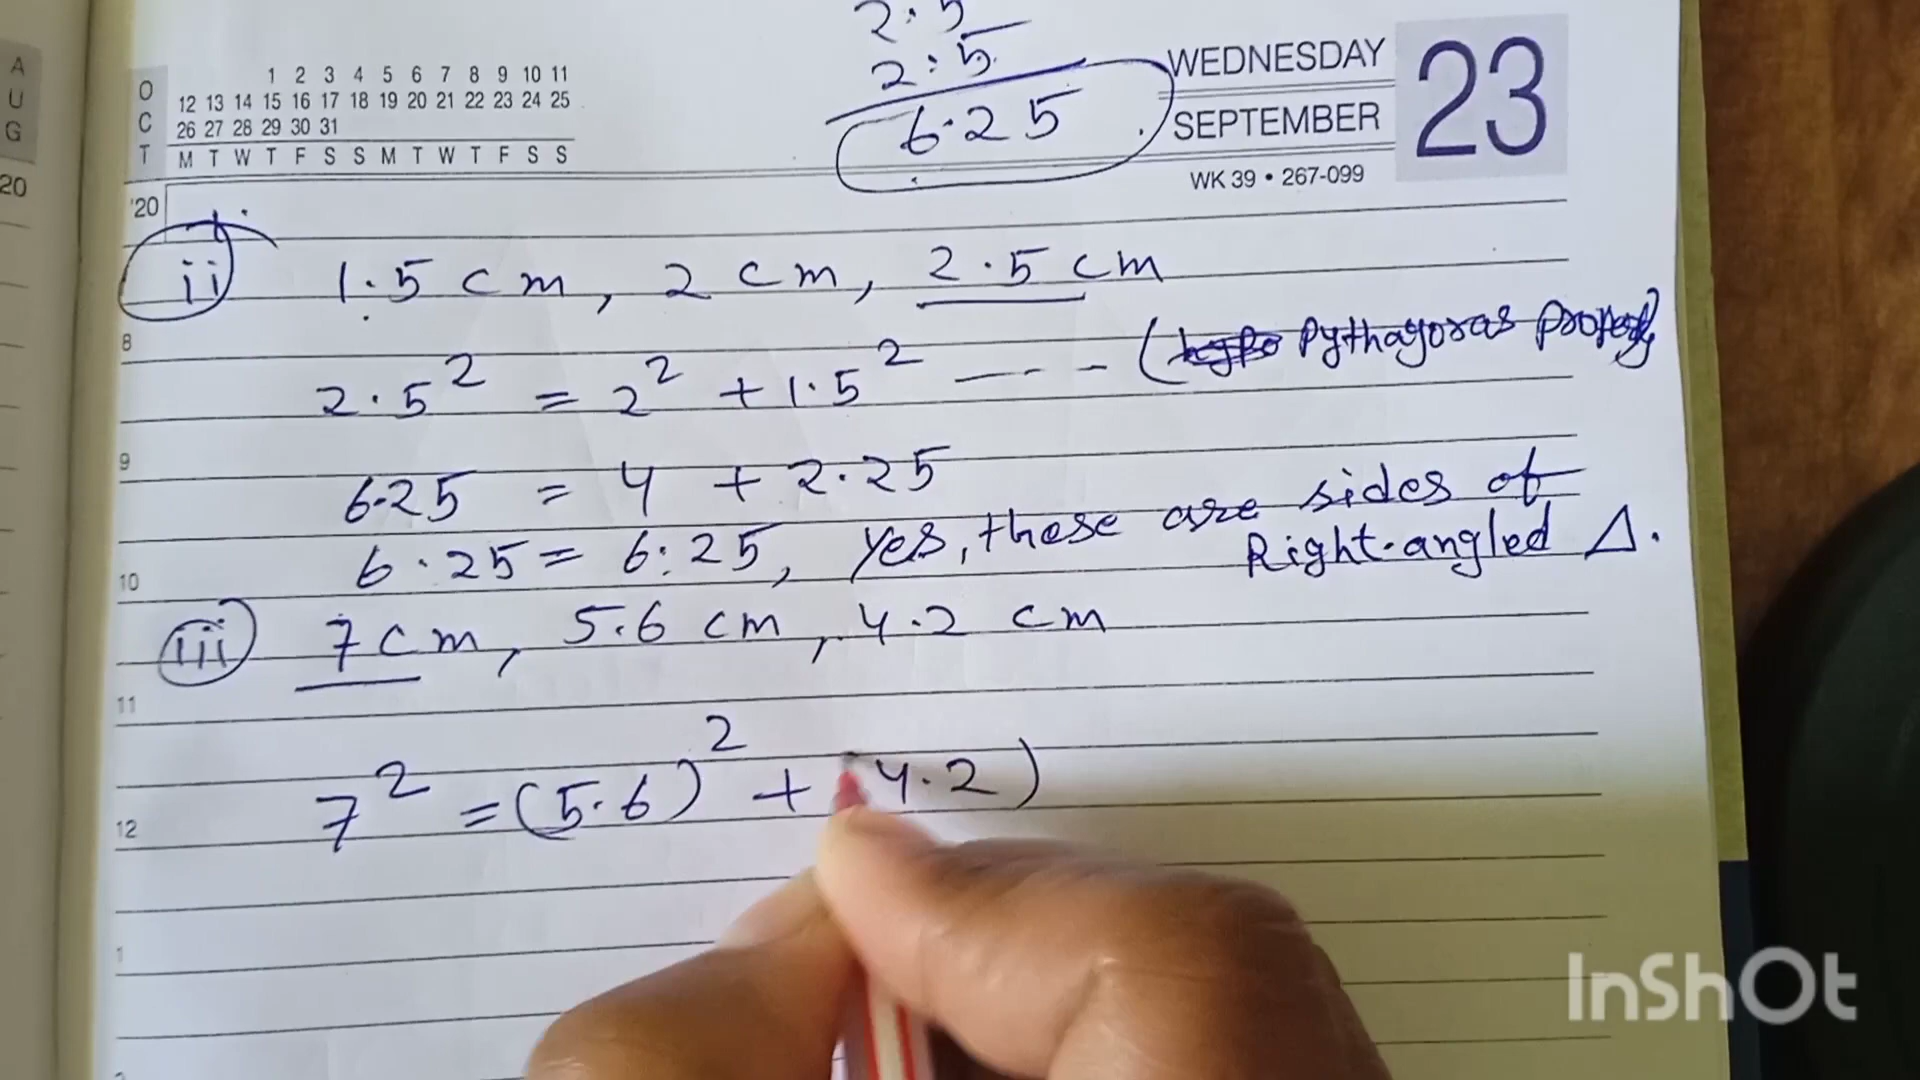 A
U
G
20
O
C
T
1 2 3 4 5 6 7 8 9 10 11
12 13 14 15 16 17 18 19 20 21 22 23 24 25
26 27 28 29 30 31
M T W T F S S M T W T F S S
'20
2.5
2.5
6.25
WEDNESDAY
SEPTEMBER
23
WK 39 • 267-099
ii 1.5 cm, 2 cm, 2.5 cm
8
2.5² = 2² + 1.5² ---- ( Pythagoras
9
6.25 = 4 + 2.25
6.25 = 6.25, Yes, these are sides of
Right-angled Δ.
10
iii 7 cm, 5.6 cm, 4.2 cm
11
7² = (5.6)² + 4.2)
12
1
InShOt